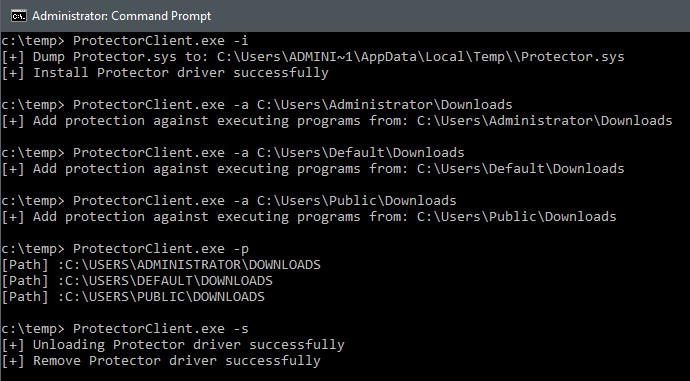 Administrator: Command Prompt
c:\temp> ProtectorClient.exe -i
[+] Dump Protector.sys to: C:\Users\ADMINI~1\AppData\Local\Temp\\Protector.sys
[+] Install Protector driver successfully
c:\temp> ProtectorClient.exe -a C:\Users\Administrator\Downloads
[+] Add protection against executing programs from: C:\Users\Administrator\Downloads
c:\temp> ProtectorClient.exe -a C:\Users\Default\Downloads
[+] Add protection against executing programs from: C:\Users\Default\Downloads
c:\temp> ProtectorClient.exe -a C:\Users\Public\Downloads
[+] Add protection against executing programs from: C:\Users\Public\Downloads
c:\temp> ProtectorClient.exe -p
[Path] :C:\USERS\ADMINISTRATOR\DOWNLOADS
[Path] :C:\USERS\DEFAULT\DOWNLOADS
[Path] :C:\USERS\PUBLIC\DOWNLOADS
c:\temp> ProtectorClient.exe -s
[+] Unloading Protector driver successfully
[+] Remove Protector driver successfully